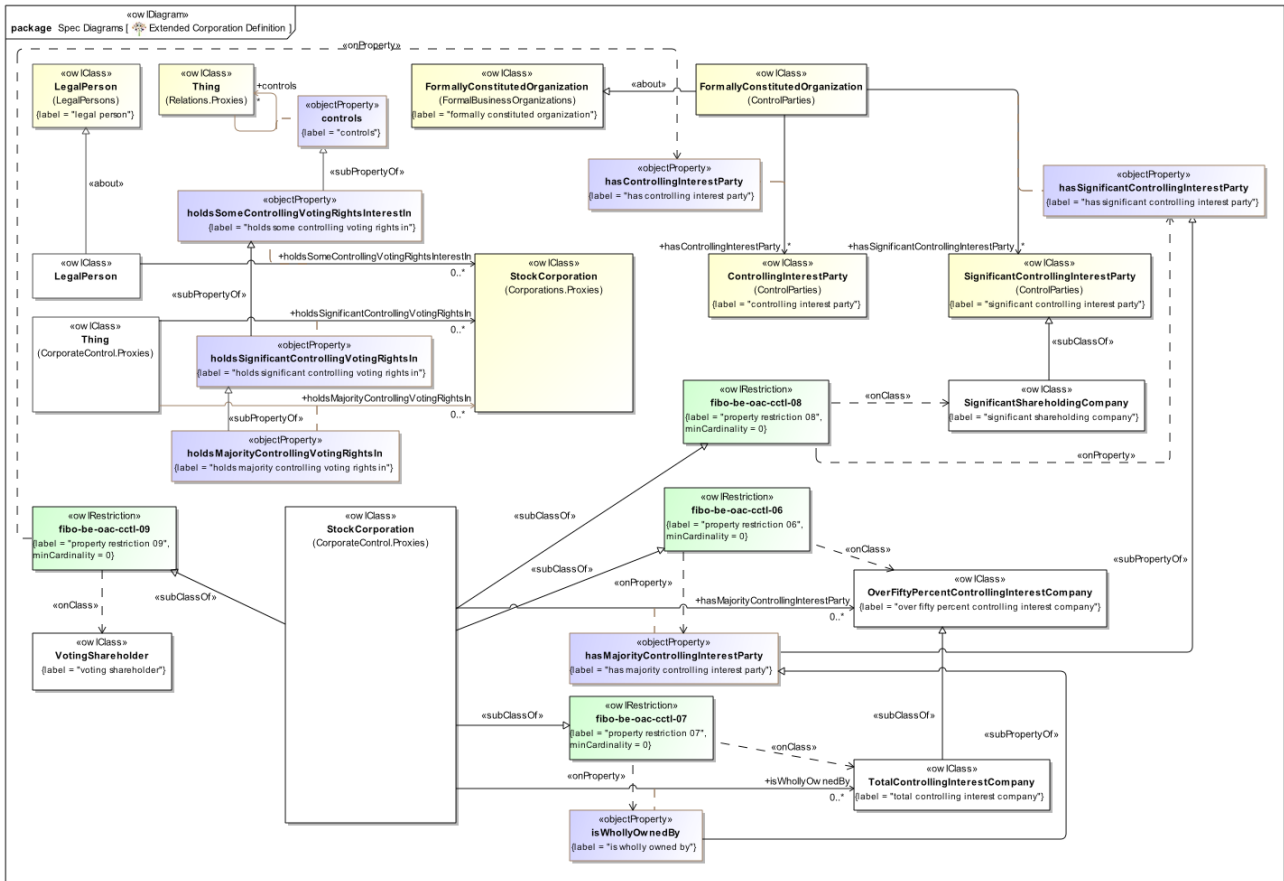 «owlDiagram»
package Spec Diagrams [ Extended Corporation Definition ]
«onProperty»
«owlClass»
LegalPerson
(LegalPersons)
{label = "legal person"}
«owlClass»
Thing
(Relations.Proxies)
+controls
*
«objectProperty»
controls
{label = "controls"}
«owlClass»
FormallyConstitutedOrganization
(FormalBusinessOrganizations)
{label = "formally constituted organization"}
«about»
«owlClass»
FormallyConstitutedOrganization
(ControlParties)
«about»
«subPropertyOf»
«objectProperty»
hasControllingInterestParty
{label = "has controlling interest party"}
«objectProperty»
hasSignificantControllingInterestParty
{label = "has significant controlling interest party"}
«objectProperty»
holdsSomeControllingVotingRightsInterestIn
{label = "holds some controlling voting rights in"}
+hasControllingInterestParty
*
+hasSignificantControllingInterestParty
*
«owlClass»
LegalPerson
+holdsSomeControllingVotingRightsInterestIn
0..*
«owlClass»
StockCorporation
(Corporations.Proxies)
«owlClass»
ControllingInterestParty
(ControlParties)
{label = "controlling interest party"}
«owlClass»
SignificantControllingInterestParty
(ControlParties)
{label = "significant controlling interest party"}
«subPropertyOf»
«owlClass»
Thing
(CorporateControl.Proxies)
+holdsSignificantControllingVotingRightsIn
0..*
«objectProperty»
holdsSignificantControllingVotingRightsIn
{label = "holds significant controlling voting rights in"}
«subClassOf»
+holdsMajorityControllingVotingRightsIn
0..*
«subPropertyOf»
«objectProperty»
holdsMajorityControllingVotingRightsIn
{label = "holds majority controlling voting rights in"}
«owlRestriction»
fibo-be-oac-cctl-08
{label = "property restriction 08",
minCardinality = 0}
«onClass»
«owlClass»
SignificantShareholdingCompany
{label = "significant shareholding company"}
«onProperty»
«owlRestriction»
fibo-be-oac-cctl-09
{label = "property restriction 09",
minCardinality = 0}
«owlClass»
StockCorporation
(CorporateControl.Proxies)
«subClassOf»
«owlRestriction»
fibo-be-oac-cctl-06
{label = "property restriction 06",
minCardinality = 0}
«onClass»
«subPropertyOf»
«subClassOf»
«onProperty»
«subClassOf»
«onClass»
«owlClass»
OverFiftyPercentControllingInterestCompany
{label = "over fifty percent controlling interest company"}
+hasMajorityControllingInterestParty
0..*
«owlClass»
VotingShareholder
{label = "voting shareholder"}
«objectProperty»
hasMajorityControllingInterestParty
{label = "has majority controlling interest party"}
«subClassOf»
«owlRestriction»
fibo-be-oac-cctl-07
{label = "property restriction 07",
minCardinality = 0}
«subClassOf»
«subPropertyOf»
«onClass»
«onProperty»
+isWhollyOwnedBy
0..*
«owlClass»
TotalControllingInterestCompany
{label = "total controlling interest company"}
«objectProperty»
isWhollyOwnedBy
{label = "is wholly owned by"}